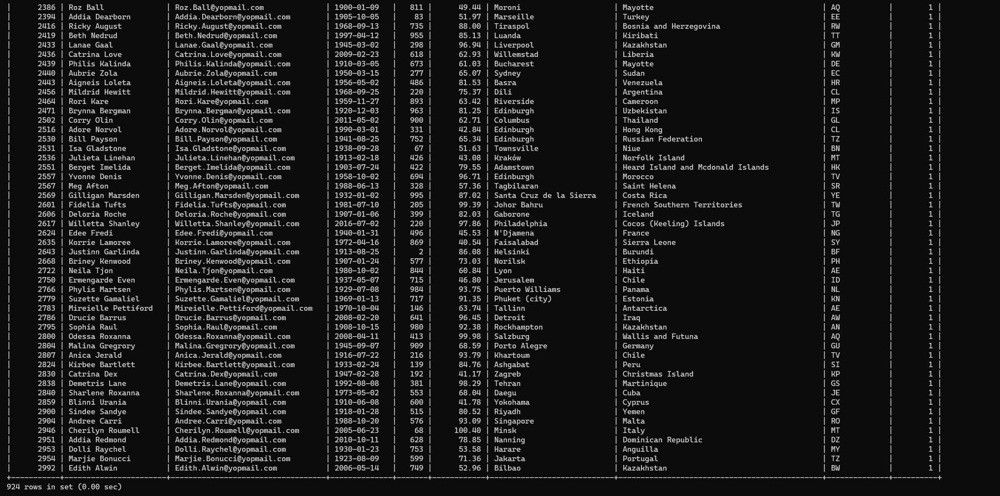 | 2386 | Roz Ball | Roz.Ball@yopmail.com | 1900-01-09 | 811 | 49.44 | Moroni | Mayotte | AQ | 1 |
| 2394 | Addia Dearborn | Addia.Dearborn@yopmail.com | 1905-10-05 | 83 | 51.97 | Marseille | Turkey | EE | 1 |
| 2416 | Ricky August | Ricky.August@yopmail.com | 1968-09-13 | 735 | 88.00 | Tiraspol | Bosnia and Herzegovina | RW | 1 |
| 2419 | Beth Nedrud | Beth.Nedrud@yopmail.com | 1997-04-12 | 955 | 85.13 | Luanda | Kiribati | TT | 1 |
| 2433 | Lanae Gaal | Lanae.Gaal@yopmail.com | 1945-03-02 | 298 | 96.94 | Liverpool | Kazakhstan | GM | 1 |
| 2436 | Catrina Love | Catrina.Love@yopmail.com | 2009-02-23 | 618 | 62.93 | Willemstad | Liberia | KW | 1 |
| 2439 | Philis Kalinda | Philis.Kalinda@yopmail.com | 1910-03-05 | 673 | 61.03 | Bucharest | Mayotte | DE | 1 |
| 2440 | Aubrie Zola | Aubrie.Zola@yopmail.com | 1950-03-15 | 277 | 65.07 | Sydney | Sudan | EC | 1 |
| 2443 | Aigneis Loleta | Aigneis.Loleta@yopmail.com | 1956-05-02 | 486 | 81.53 | Basra | Venezuela | HR | 1 |
| 2456 | Mildrid Hewitt | Mildrid.Hewitt@yopmail.com | 1968-09-25 | 220 | 75.37 | Dili | Argentina | CL | 1 |
| 2464 | Rori Kare | Rori.Kare@yopmail.com | 1959-11-27 | 893 | 63.42 | Riverside | Cameroon | MP | 1 |
| 2471 | Brynna Bergman | Brynna.Bergman@yopmail.com | 1920-12-03 | 963 | 81.25 | Edinburgh | Uzbekistan | IS | 1 |
| 2502 | Corry Olin | Corry.Olin@yopmail.com | 2011-05-02 | 900 | 62.71 | Columbus | Thailand | GL | 1 |
| 2516 | Adore Norvol | Adore.Norvol@yopmail.com | 1990-03-01 | 331 | 42.84 | Edinburgh | Hong Kong | CL | 1 |
| 2530 | Bill Payson | Bill.Payson@yopmail.com | 1941-08-25 | 752 | 65.34 | Edinburgh | Russian Federation | TZ | 1 |
| 2531 | Isa Gladstone | Isa.Gladstone@yopmail.com | 1938-09-28 | 67 | 51.63 | Townsville | Niue | BN | 1 |
| 2536 | Julieta Linehan | Julieta.Linehan@yopmail.com | 1913-02-18 | 426 | 43.08 | Kraków | Norfolk Island | MT | 1 |
| 2551 | Berget Imelida | Berget.Imelida@yopmail.com | 1903-07-24 | 422 | 79.55 | Adamstown | Heard Island and Mcdonald Islands | HK | 1 |
| 2557 | Yvonne Denis | Yvonne.Denis@yopmail.com | 1958-10-02 | 694 | 96.71 | Edinburgh | Morocco | TV | 1 |
| 2567 | Meg Afton | Meg.Afton@yopmail.com | 1988-06-13 | 328 | 57.36 | Tagbilaran | Saint Helena | SR | 1 |
| 2569 | Gilligan Marsden | Gilligan.Marsden@yopmail.com | 1932-01-02 | 995 | 87.02 | Santa Cruz de la Sierra | Costa Rica | YE | 1 |
| 2601 | Fidelia Tufts | Fidelia.Tufts@yopmail.com | 1981-07-10 | 205 | 99.39 | Johor Bahru | French Southern Territories | TW | 1 |
| 2606 | Deloria Roche | Deloria.Roche@yopmail.com | 1907-01-06 | 399 | 82.03 | Gaborone | Iceland | TG | 1 |
| 2617 | Willetta Shanley | Willetta.Shanley@yopmail.com | 2016-07-02 | 220 | 97.86 | Philadelphia | Cocos (Keeling) Islands | JP | 1 |
| 2624 | Edee Fredi | Edee.Fredi@yopmail.com | 1940-01-31 | 496 | 45.53 | N'Djamena | France | NG | 1 |
| 2635 | Korrie Lamoree | Korrie.Lamoree@yopmail.com | 1972-04-16 | 869 | 40.54 | Faisalabad | Sierra Leone | SY | 1 |
| 2643 | Justinn Garlinda | Justinn.Garlinda@yopmail.com | 1913-08-25 | 2 | 86.08 | Helsinki | Burundi | BF | 1 |
| 2668 | Briney Kenwood | Briney.Kenwood@yopmail.com | 1907-01-24 | 577 | 73.03 | Norilsk | Ethiopia | PH | 1 |
| 2722 | Neila Tjon | Neila.Tjon@yopmail.com | 1980-10-02 | 844 | 60.84 | Lyon | Haiti | AE | 1 |
| 2750 | Ermengarde Even | Ermengarde.Even@yopmail.com | 1937-05-07 | 715 | 46.80 | Jerusalem | Chile | ID | 1 |
| 2766 | Phylis Martsen | Phylis.Martsen@yopmail.com | 1929-07-08 | 984 | 93.75 | Puerto Williams | Panama | NL | 1 |
| 2779 | Suzette Gamaliel | Suzette.Gamaliel@yopmail.com | 1969-01-13 | 717 | 91.35 | Phuket (city) | Estonia | KN | 1 |
| 2783 | Mireielle Pettiford | Mireielle.Pettiford@yopmail.com | 1970-10-04 | 146 | 63.74 | Tallinn | Antarctica | AE | 1 |
| 2786 | Drucie Barrus | Drucie.Barrus@yopmail.com | 2008-02-20 | 641 | 96.45 | Detroit | Iraq | AW | 1 |
| 2795 | Sophia Raul | Sophia.Raul@yopmail.com | 1908-10-15 | 980 | 92.38 | Rockhampton | Kazakhstan | AN | 1 |
| 2800 | Odessa Roxanna | Odessa.Roxanna@yopmail.com | 2008-04-11 | 413 | 99.98 | Salzburg | Wallis and Futuna | AQ | 1 |
| 2804 | Malina Gregrory | Malina.Gregrory@yopmail.com | 1945-09-07 | 909 | 68.59 | Porto Alegre | Germany | GU | 1 |
| 2807 | Anica Jerald | Anica.Jerald@yopmail.com | 1916-07-22 | 216 | 93.79 | Khartoum | Chile | TV | 1 |
| 2824 | Kirbee Bartlett | Kirbee.Bartlett@yopmail.com | 1933-02-24 | 139 | 84.76 | Ashgabat | Peru | SI | 1 |
| 2830 | Catrina Dex | Catrina.Dex@yopmail.com | 1947-02-28 | 192 | 41.17 | Zagreb | Christmas Island | KP | 1 |
| 2838 | Demetris Lane | Demetris.Lane@yopmail.com | 1992-08-08 | 381 | 98.29 | Tehran | Martinique | GS | 1 |
| 2840 | Sharlene Roxanna | Sharlene.Roxanna@yopmail.com | 1973-05-02 | 553 | 68.04 | Daegu | Cuba | JE | 1 |
| 2859 | Blinni Urania | Blinni.Urania@yopmail.com | 1910-06-08 | 600 | 41.78 | Yokohama | Cyprus | CX | 1 |
| 2900 | Sindee Sandye | Sindee.Sandye@yopmail.com | 1918-01-28 | 515 | 80.52 | Riyadh | Yemen | GF | 1 |
| 2904 | Andree Carri | Andree.Carri@yopmail.com | 1988-10-20 | 576 | 93.09 | Singapore | Malta | RO | 1 |
| 2946 | Cherilyn Roumell | Cherilyn.Roumell@yopmail.com | 2005-06-23 | 68 | 100.40 | Minsk | Italy | MT | 1 |
| 2951 | Addia Redmond | Addia.Redmond@yopmail.com | 2010-10-11 | 628 | 78.85 | Nanning | Dominican Republic | DZ | 1 |
| 2953 | Dolli Raychel | Dolli.Raychel@yopmail.com | 1930-01-23 | 753 | 53.58 | Harare | Anguilla | MY | 1 |
| 2954 | Marjie Bonucci | Marjie.Bonucci@yopmail.com | 1923-08-09 | 599 | 71.36 | Jakarta | Portugal | TZ | 1 |
| 2992 | Edith Alwin | Edith.Alwin@yopmail.com | 2006-05-14 | 749 | 52.96 | Bilbao | Kazakhstan | BW | 1 |
924 rows in set (0.00 sec)